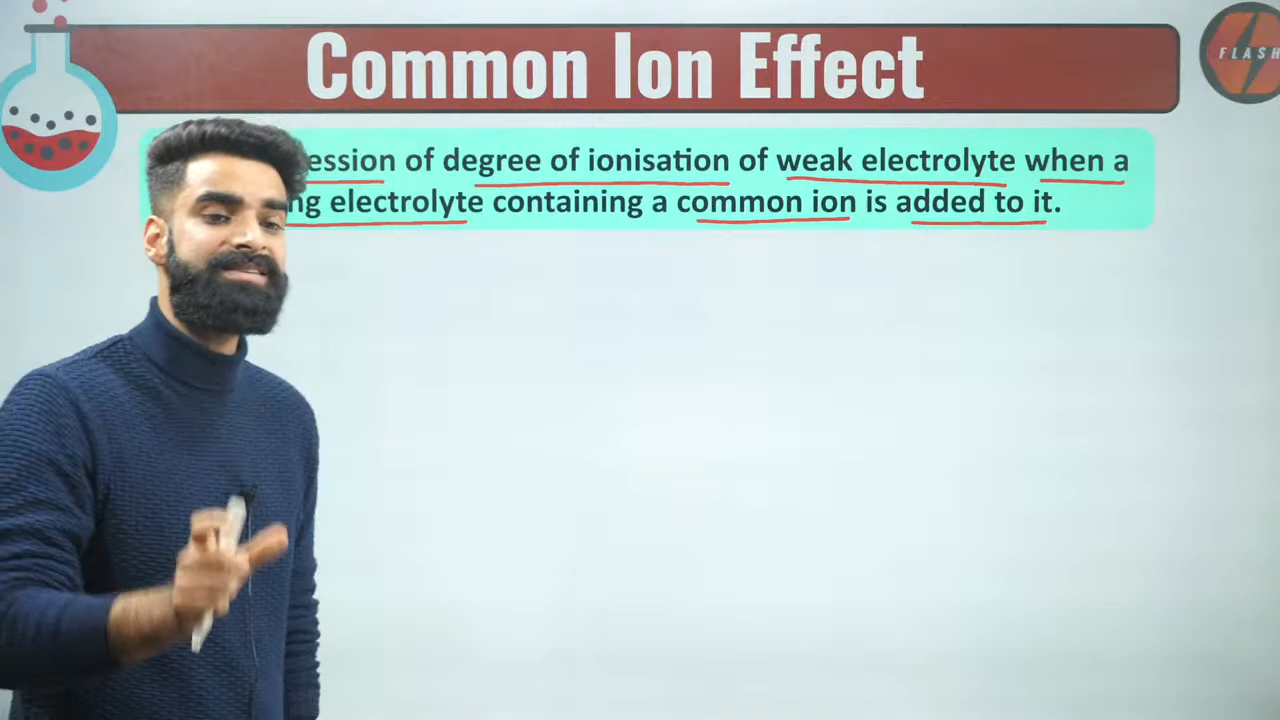 Common Ion Effect
FLASH
of degree of ionisation of weak electrolyte when a
electrolyte containing a common ion is added to it.